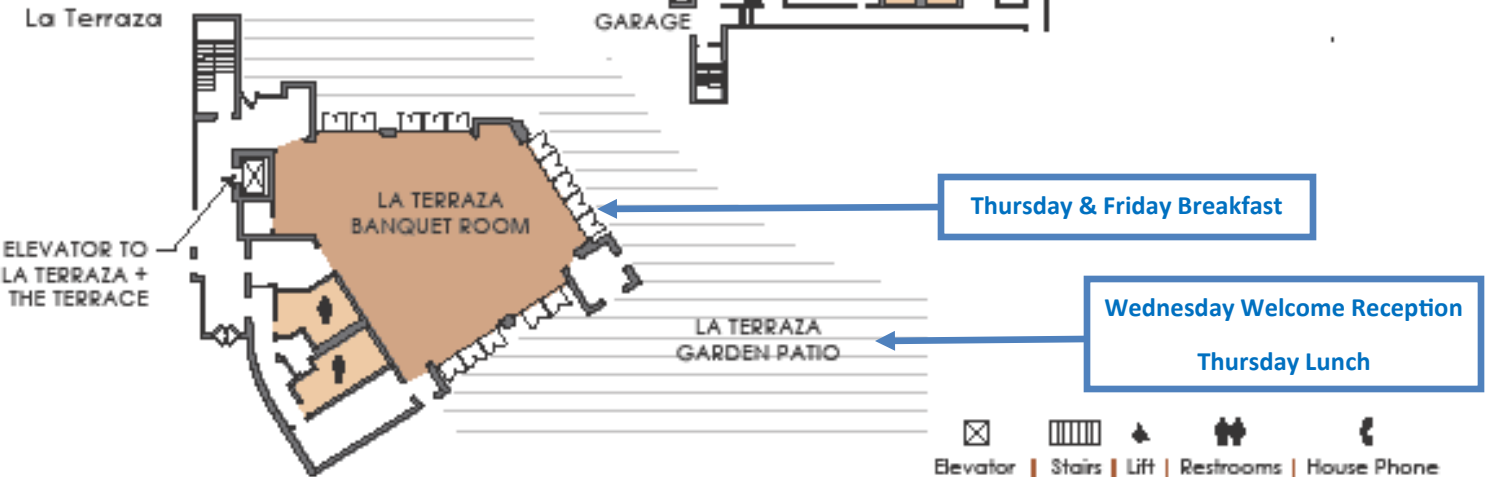 La Terraza
GARAGE
LA TERRAZA
BANQUET ROOM
Thursday & Friday Breakfast
ELEVATOR TO
LA TERRAZA +
THE TERRACE
Wednesday Welcome Reception
Thursday Lunch
LA TERRAZA
GARDEN PATIO
Elevator | Stairs | Lift | Restrooms | House Phone